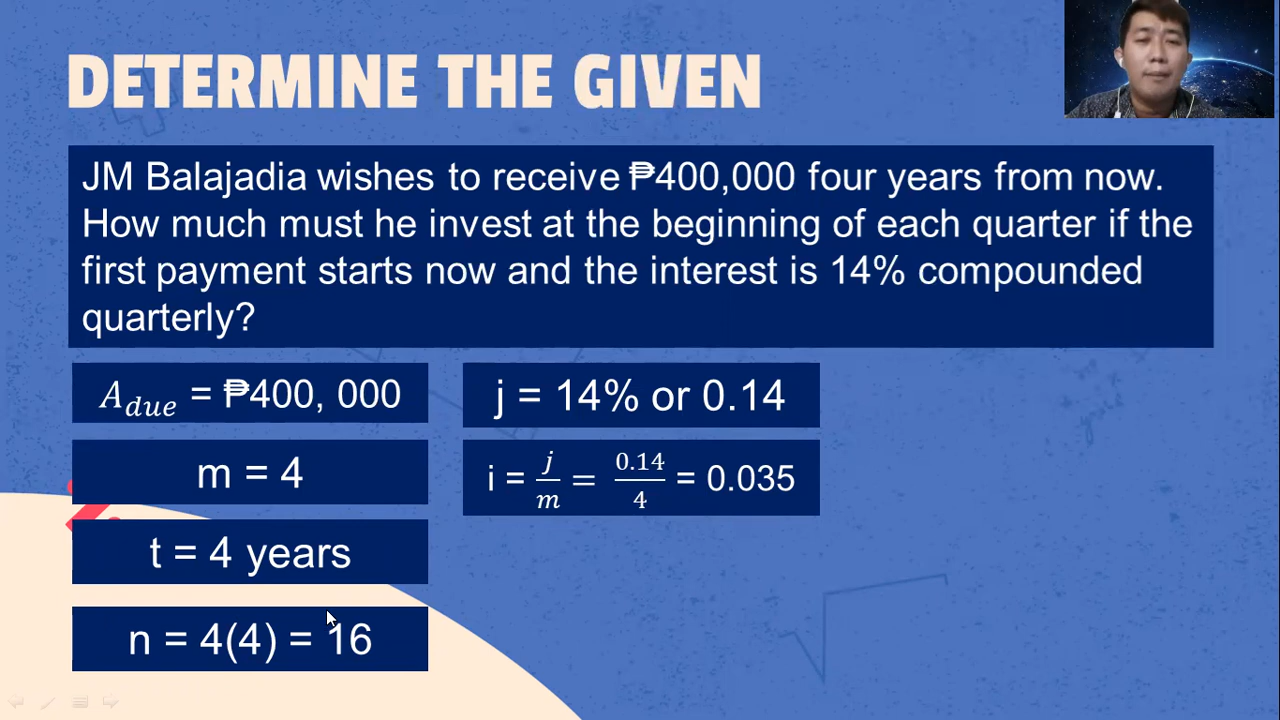 DETERMINE THE GIVEN
JM Balajadia wishes to receive ₱400,000 four years from now.
How much must he invest at the beginning of each quarter if the
first payment starts now and the interest is 14% compounded
quarterly?
A_due = ₱400, 000
j = 14% or 0.14
m = 4
i = j/m = 0.14/4 = 0.035
t = 4 years
n = 4(4) = 16